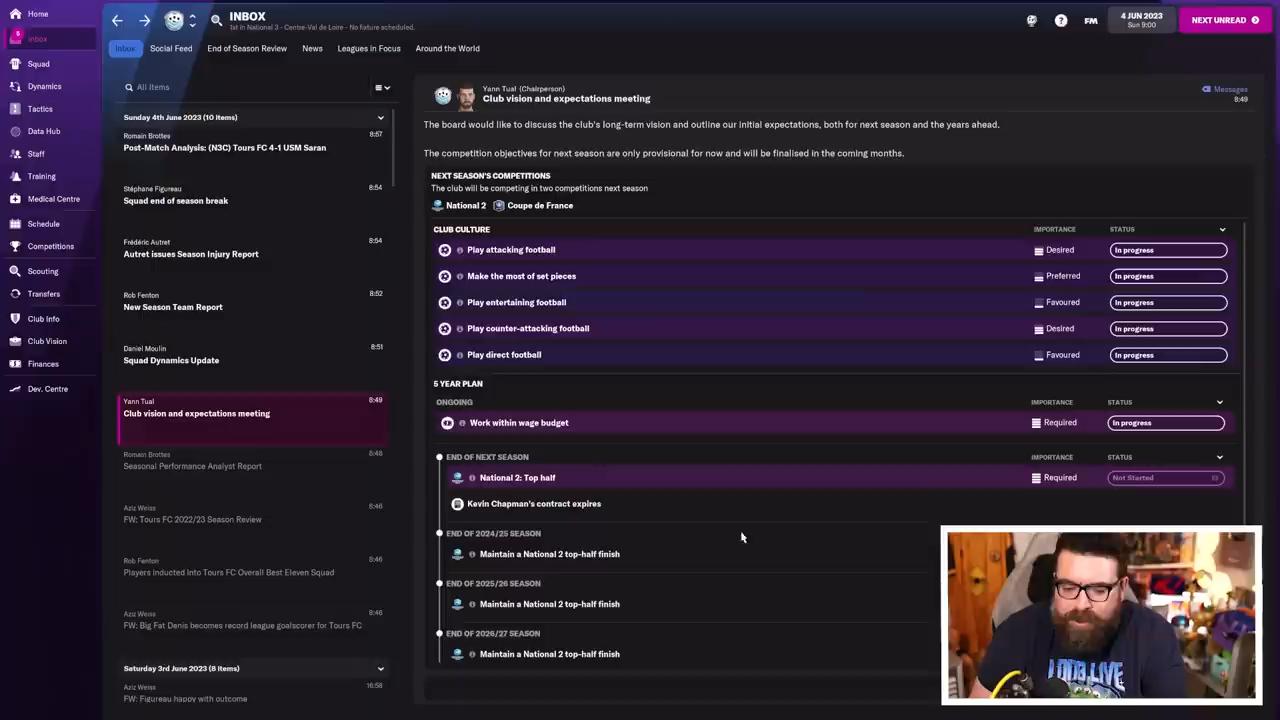 Home
Inbox
5
Squad
Dynamics
Tactics
Data Hub
Staff
Training
Medical Centre
Schedule
Competitions
Scouting
Transfers
Club Info
Club Vision
Finances
Dev. Centre
INBOX
1st in National 3 - Centre-Val de Loire - No fixture scheduled.
FM
4 JUN 2023
Sun 9:00
NEXT UNREAD
Inbox
Social Feed
End of Season Review
News
Leagues in Focus
Around the World
All Items
Sunday 4th June 2023 (10 Items)
Romain Brottes
8:57
Post-Match Analysis: (N3C) Tours FC 4-1 USM Saran
Stéphane Figureau
8:54
Squad end of season break
Frédéric Autret
8:54
Autret issues Season Injury Report
Rob Fenton
8:52
New Season Team Report
Daniel Moulin
8:51
Squad Dynamics Update
Yann Tual
8:49
Club vision and expectations meeting
Romain Brottes
8:48
Seasonal Performance Analyst Report
Aziz Weiss
8:46
FW: Tours FC 2022/23 Season Review
Rob Fenton
8:46
Players Inducted Into Tours FC Overall Best Eleven Squad
Aziz Weiss
8:46
FW: Big Fat Denis becomes record league goalscorer for Tours FC
Saturday 3rd June 2023 (8 Items)
Aziz Weiss
16:58
FW: Figureau happy with outcome
Yann Tual (Chairperson)
Club vision and expectations meeting
Messages
8:49
The board would like to discuss the club's long-term vision and outline our initial expectations, both for next season and the years ahead.
The competition objectives for next season are only provisional for now and will be finalised in the coming months.
NEXT SEASON'S COMPETITIONS
The club will be competing in two competitions next season
National 2 Coupe de France
CLUB CULTURE IMPORTANCE STATUS
Play attacking football Desired In progress
Make the most of set pieces Preferred In progress
Play entertaining football Favoured In progress
Play counter-attacking football Desired In progress
Play direct football Favoured In progress
5 YEAR PLAN
ONGOING IMPORTANCE STATUS
Work within wage budget Required In progress
END OF NEXT SEASON IMPORTANCE STATUS
National 2: Top half Required Not Started
Kevin Chapman's contract expires
END OF 2024/25 SEASON
Maintain a National 2 top-half finish
END OF 2025/26 SEASON
Maintain a National 2 top-half finish
END OF 2026/27 SEASON
Maintain a National 2 top-half finish